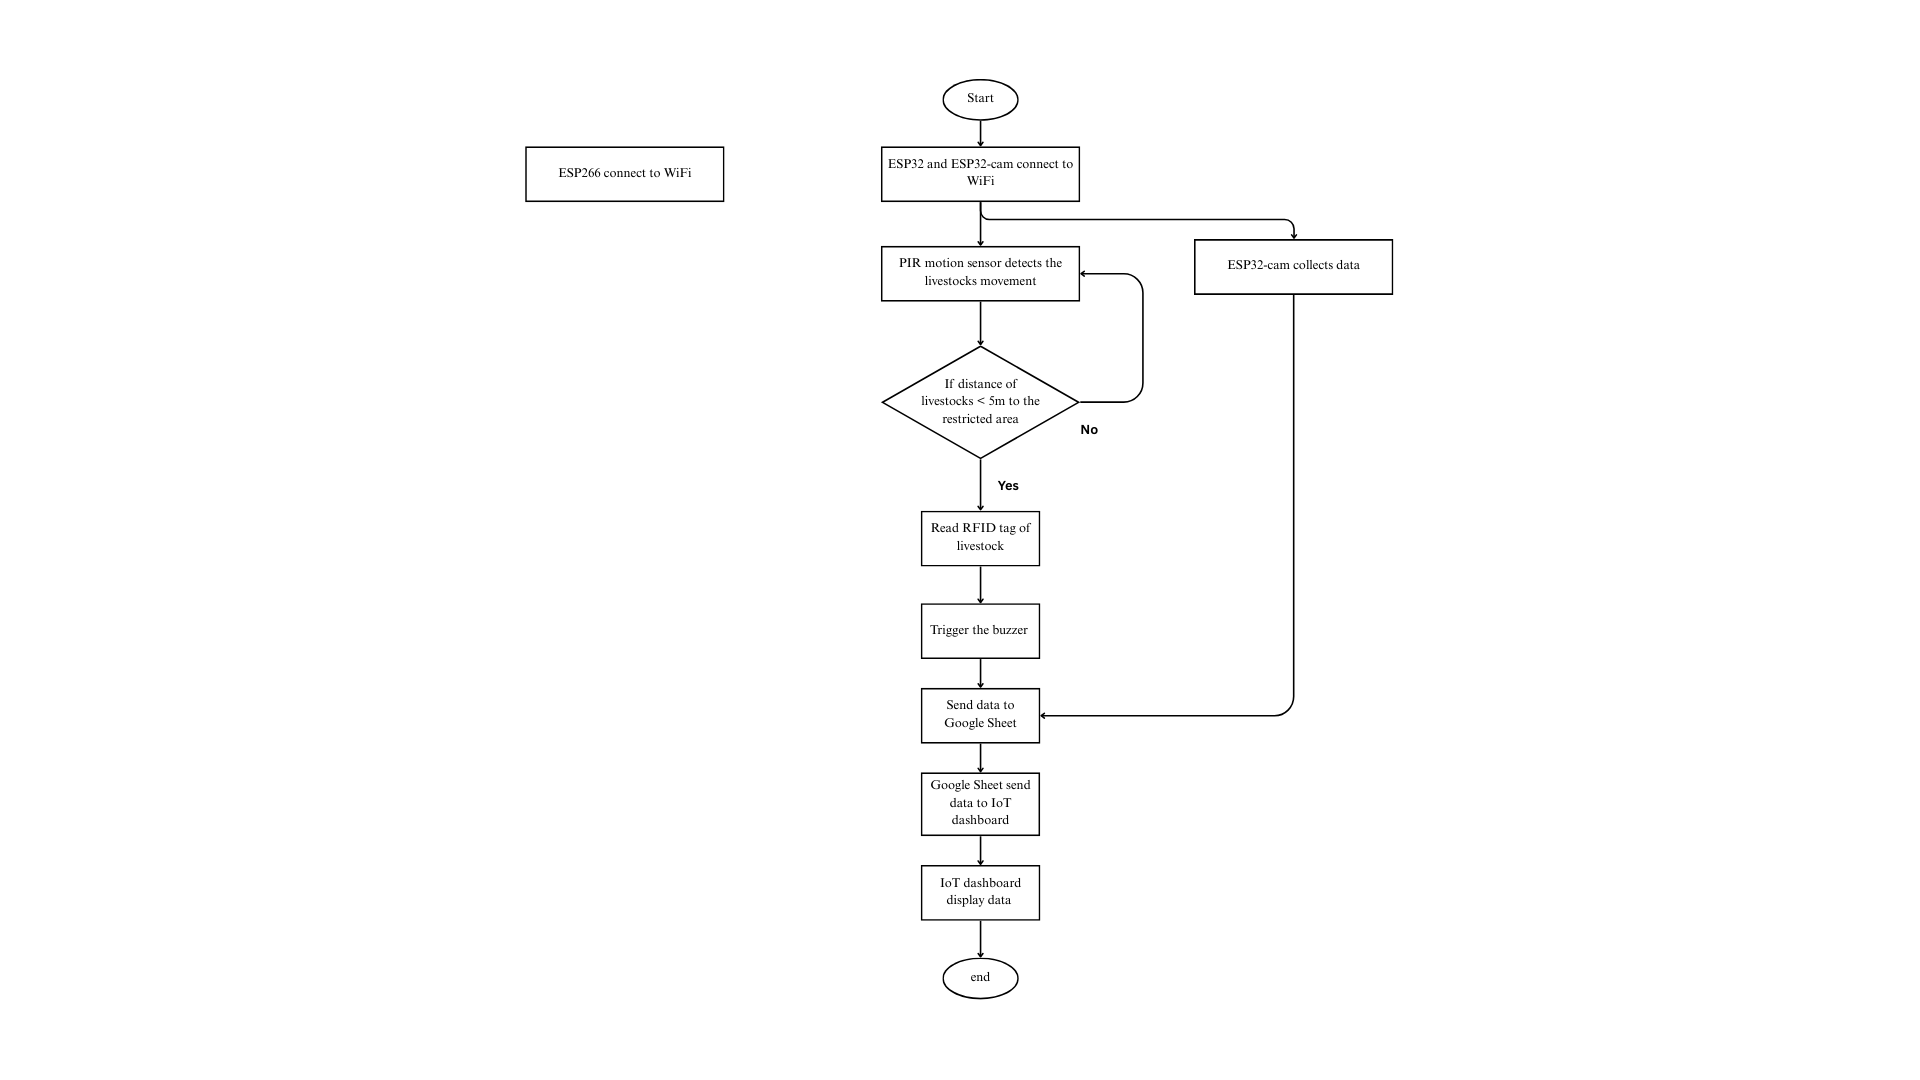 Start
ESP266 connect to WiFi
ESP32 and ESP32-cam connect to
WiFi
PIR motion sensor detects the
livestocks movement
ESP32-cam collects data
If distance of
livestocks < 5m to the
restricted area
No
Yes
Read RFID tag of
livestock
Trigger the buzzer
Send data to
Google Sheet
Google Sheet send
data to IoT
dashboard
IoT dashboard
display data
end